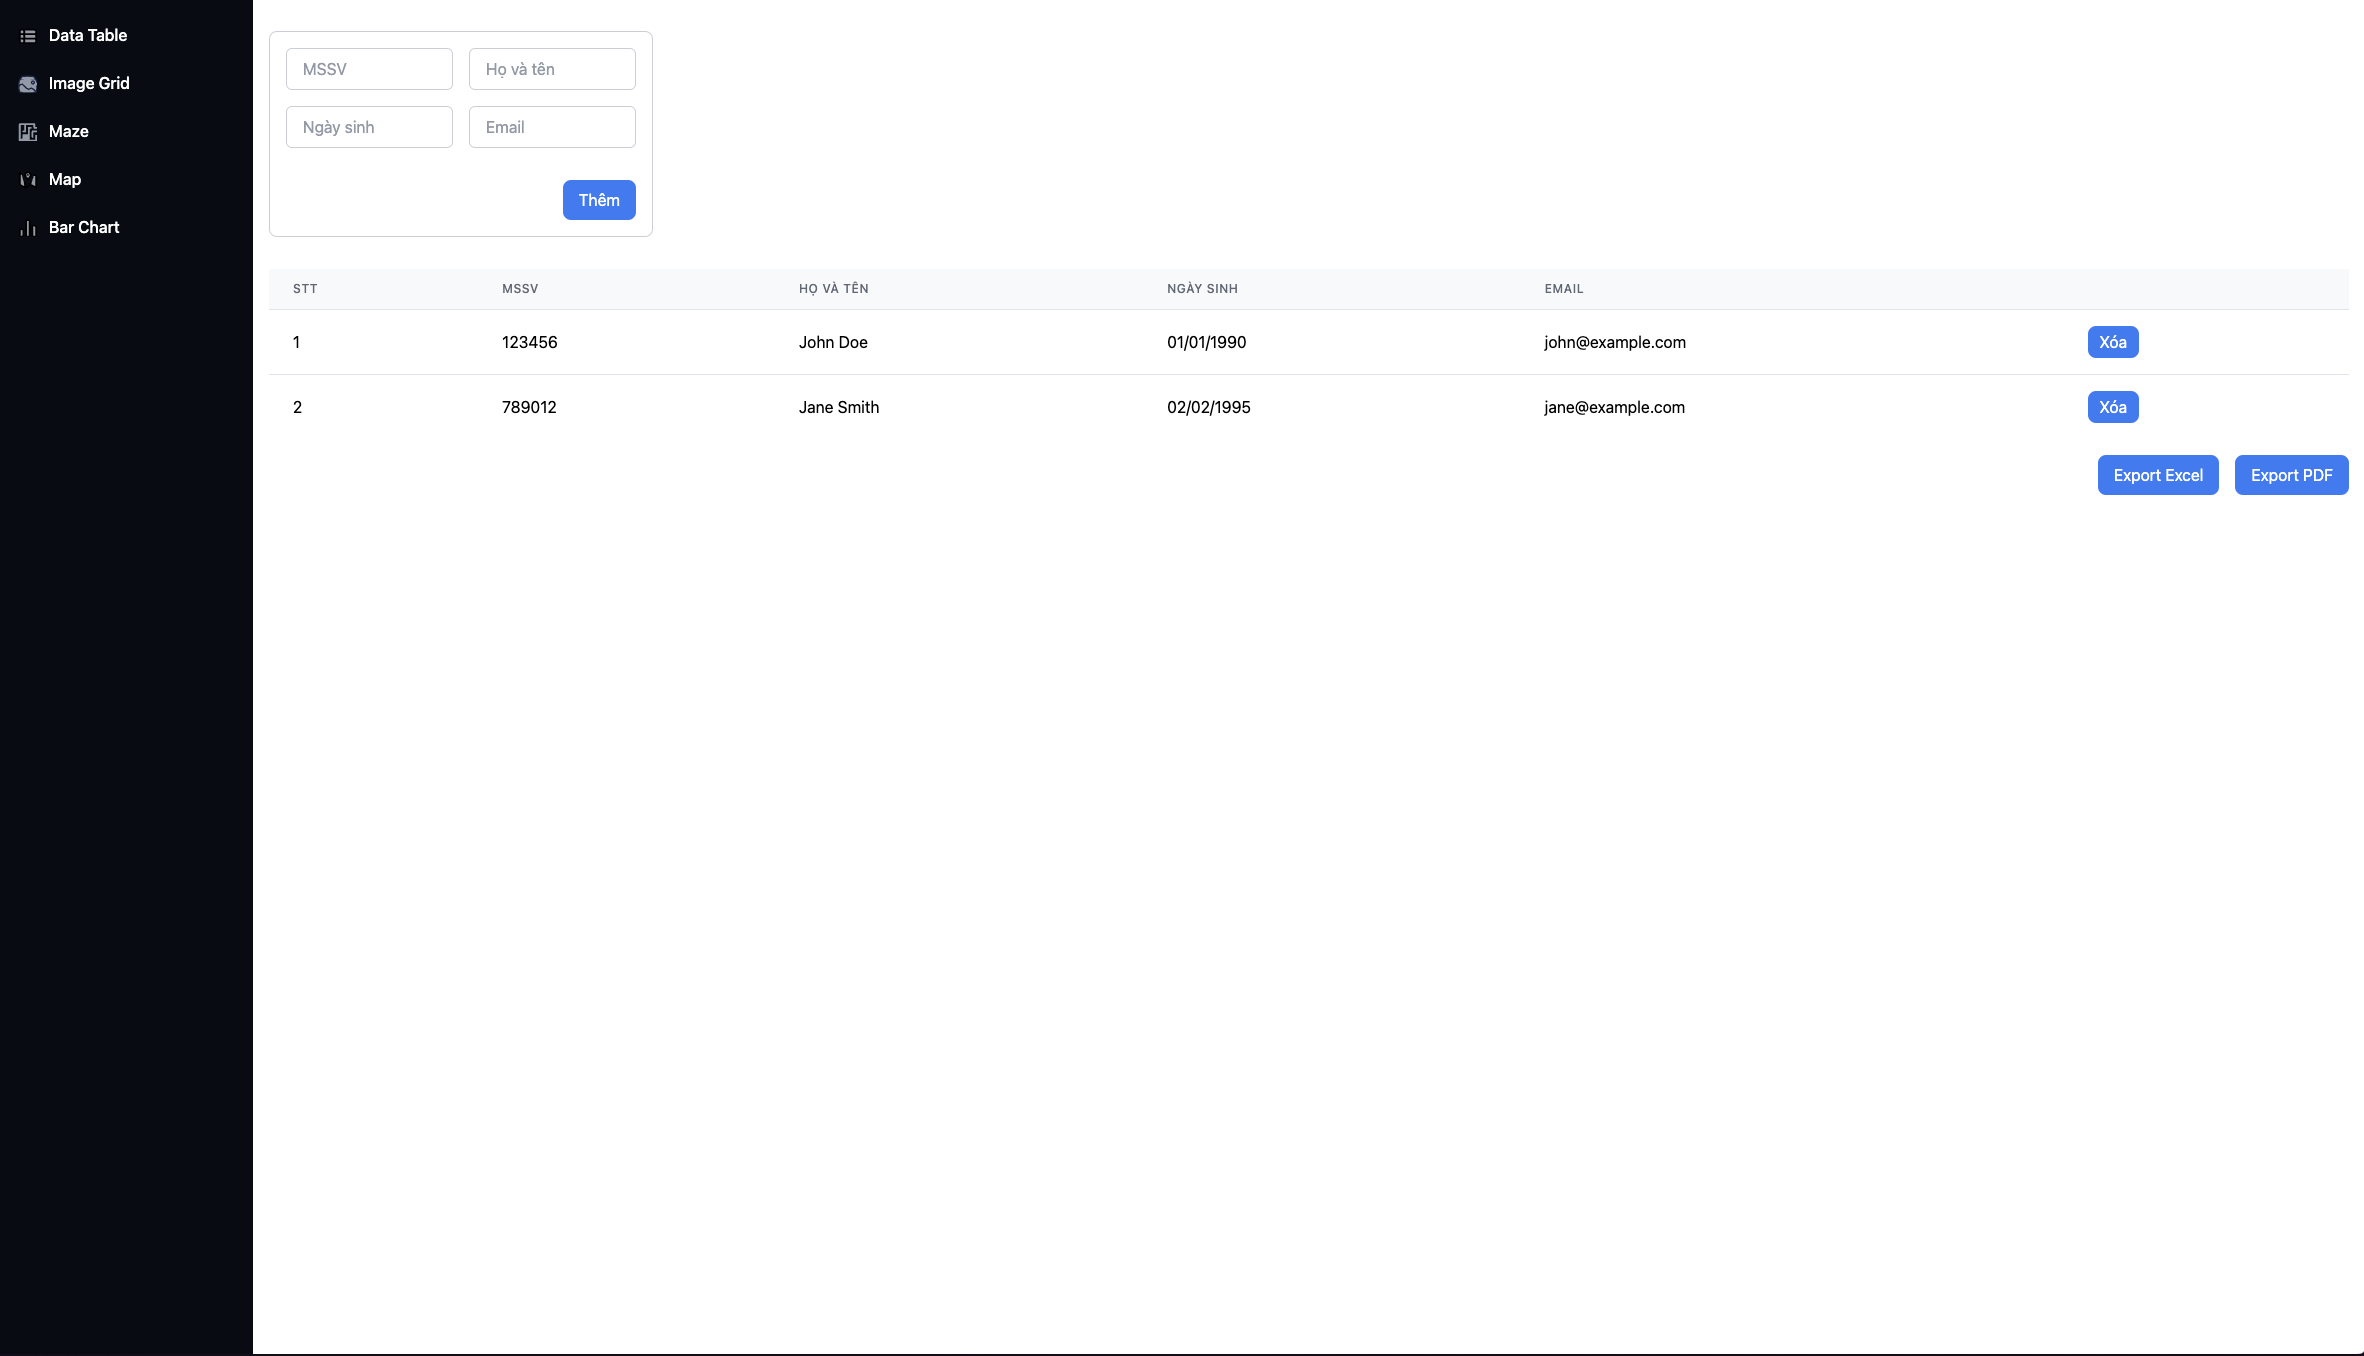 Data Table
Image Grid
Maze
Map
Bar Chart
MSSV Họ và tên
Ngày sinh Email
Thêm
STT MSSV HỌ VÀ TÊN NGÀY SINH EMAIL
1 123456 John Doe 01/01/1990 john@example.com Xóa
2 789012 Jane Smith 02/02/1995 jane@example.com Xóa
Export Excel Export PDF